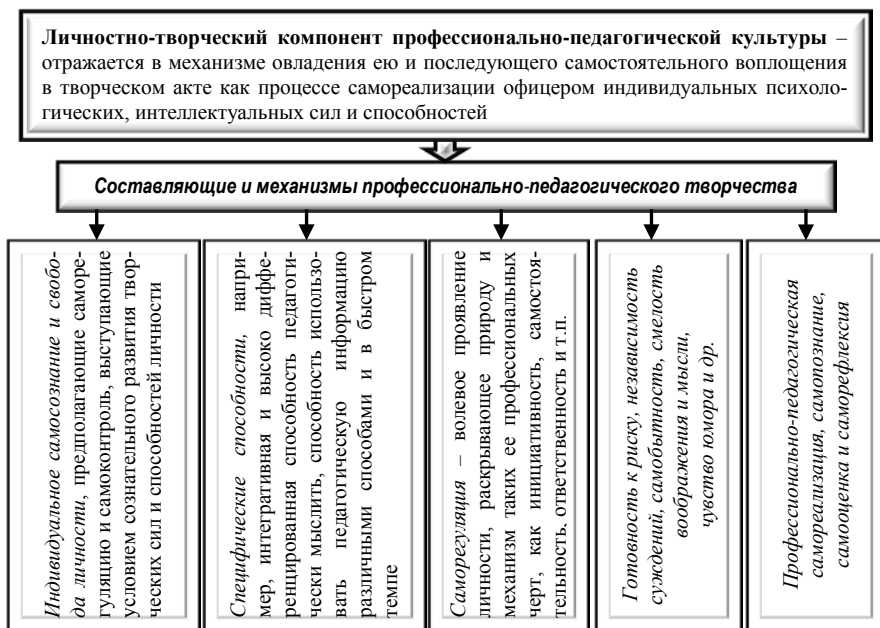 Личностно-творческий компонент профессионально-педагогической культуры –
отражается в механизме овладения ею и последующего самостоятельного воплощения
в творческом акте как процессе самореализации офицером индивидуальных психоло-
гических, интеллектуальных сил и способностей
Составляющие и механизмы профессионально-педагогического творчества
Индивидуальное самосознание и свобо-
да личности, предполагающие саморе-
гуляцию и самоконтроль, выступающие
условием сознательного развития твор-
ческих сил и способностей личности
Специфические способности, напри-
мер, интегративная и высоко диффе-
ренцированная способность педагоги-
чески мыслить, способность использо-
вать педагогическую информацию
различными способами и в быстром
темпе
Саморегуляция – волевое проявление
личности, раскрывающее природу и
механизм таких ее профессиональных
черт, как инициативность, самостоя-
тельность, ответственность и т.п.
Готовность к риску, независимость
суждений, самобытность, смелость
воображения и мысли,
чувство юмора и др.
Профессионально-педагогическая
самореализация, самопознание,
самооценка и саморефлексия